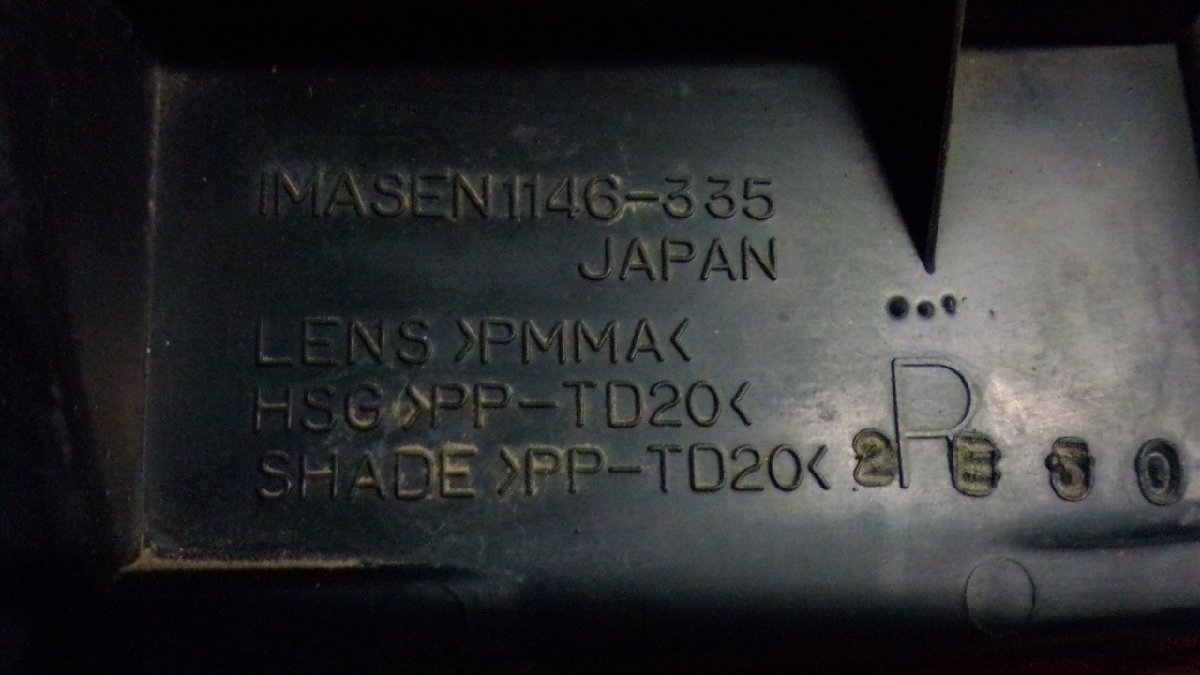 IMASEN 1146-335
JAPAN
LENS >PMMA<
HSG >PP-TD20<
SHADE >PP-TD20<
R